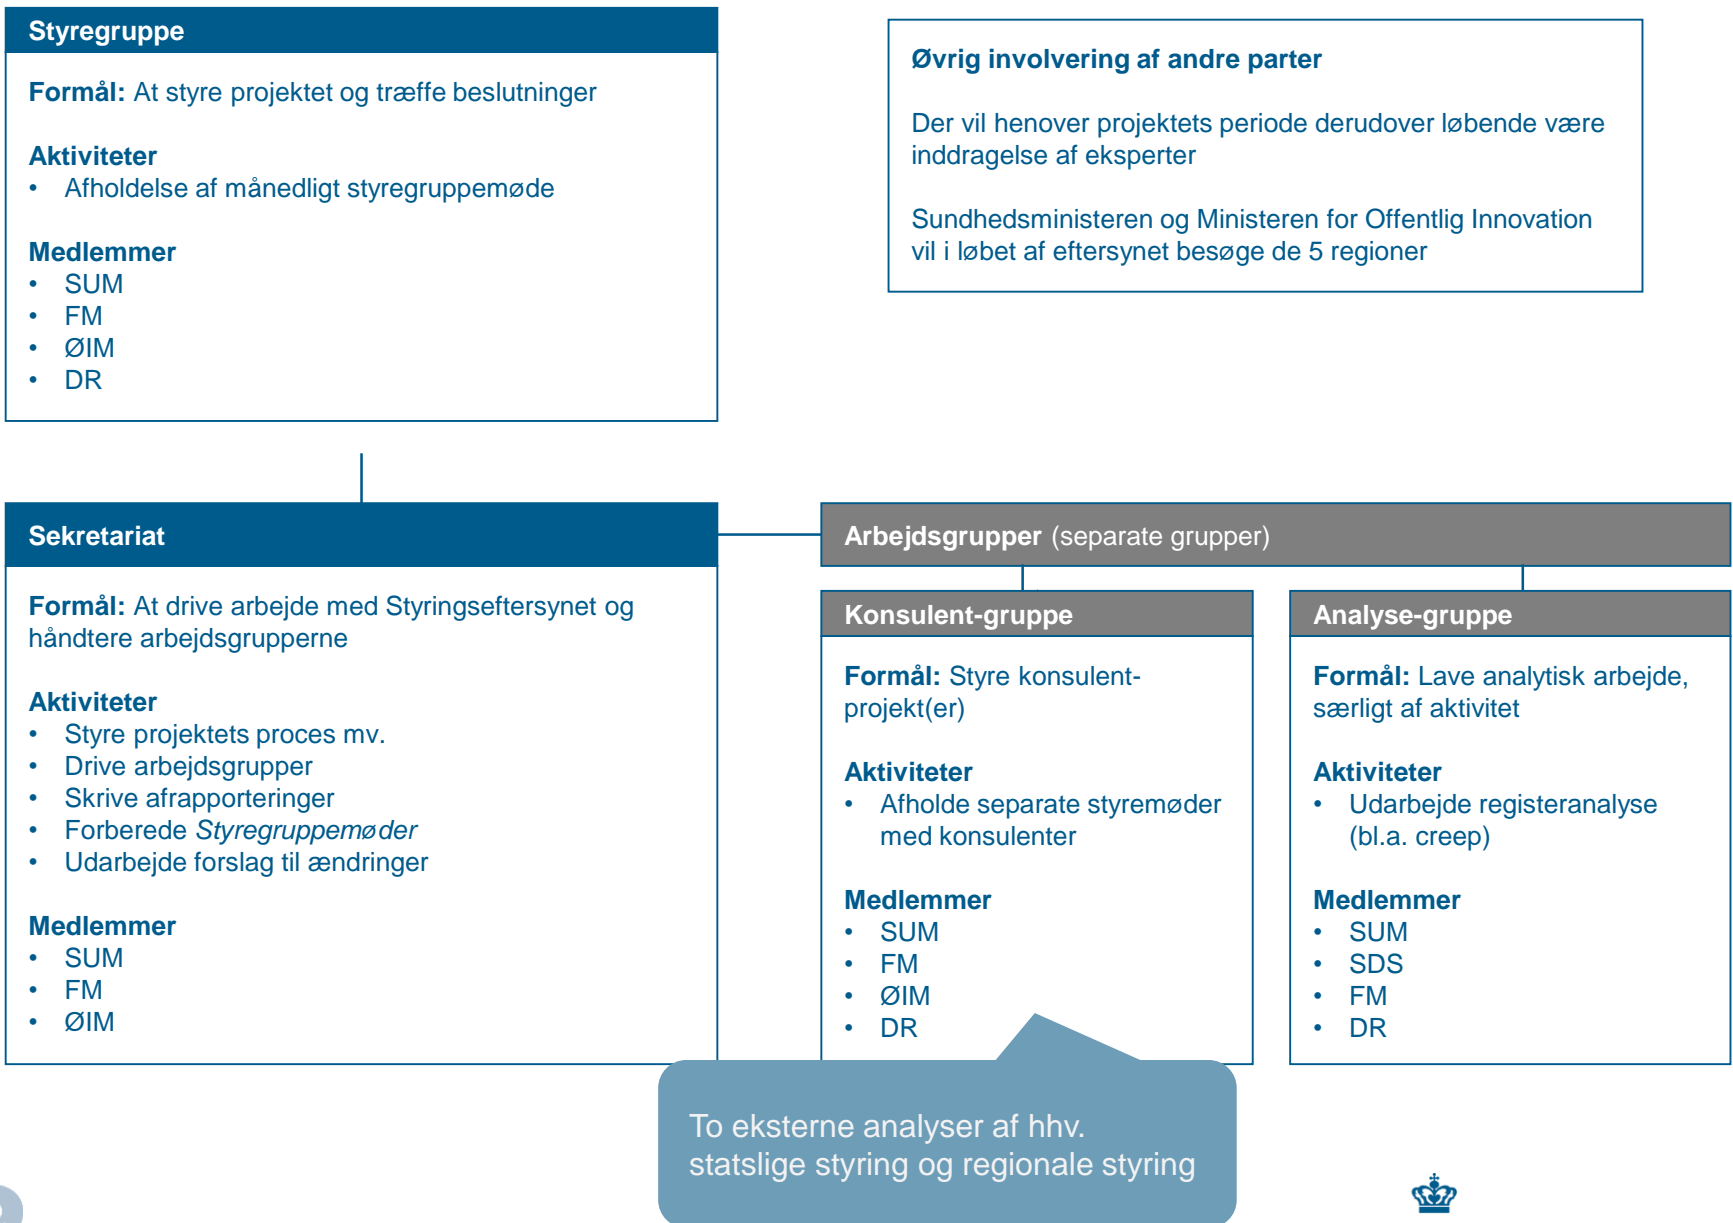 Styregruppe
Formål: At styre projektet og træffe beslutninger
Aktiviteter
• Afholdelse af månedligt styregruppemøde
Medlemmer
• SUM
• FM
• ØIM
• DR
Øvrig involvering af andre parter
Der vil henover projektets periode derudover løbende være
inddragelse af eksperter
Sundhedsministeren og Ministeren for Offentlig Innovation
vil i løbet af eftersynet besøge de 5 regioner
Sekretariat
Formål: At drive arbejde med Styringseftersynet og
håndtere arbejdsgrupperne
Aktiviteter
• Styre projektets proces mv.
• Drive arbejdsgrupper
• Skrive afrapporteringer
• Forberede Styregruppemøder
• Udarbejde forslag til ændringer
Medlemmer
• SUM
• FM
• ØIM
Arbejdsgrupper (separate grupper)
Konsulent-gruppe
Formål: Styre konsulent-
projekt(er)
Aktiviteter
• Afholde separate styremøder
med konsulenter
Medlemmer
• SUM
• FM
• ØIM
• DR
Analyse-gruppe
Formål: Lave analytisk arbejde,
særligt af aktivitet
Aktiviteter
• Udarbejde registeranalyse
(bl.a. creep)
Medlemmer
• SUM
• SDS
• FM
• DR
To eksterne analyser af hhv.
statslige styring og regionale styring